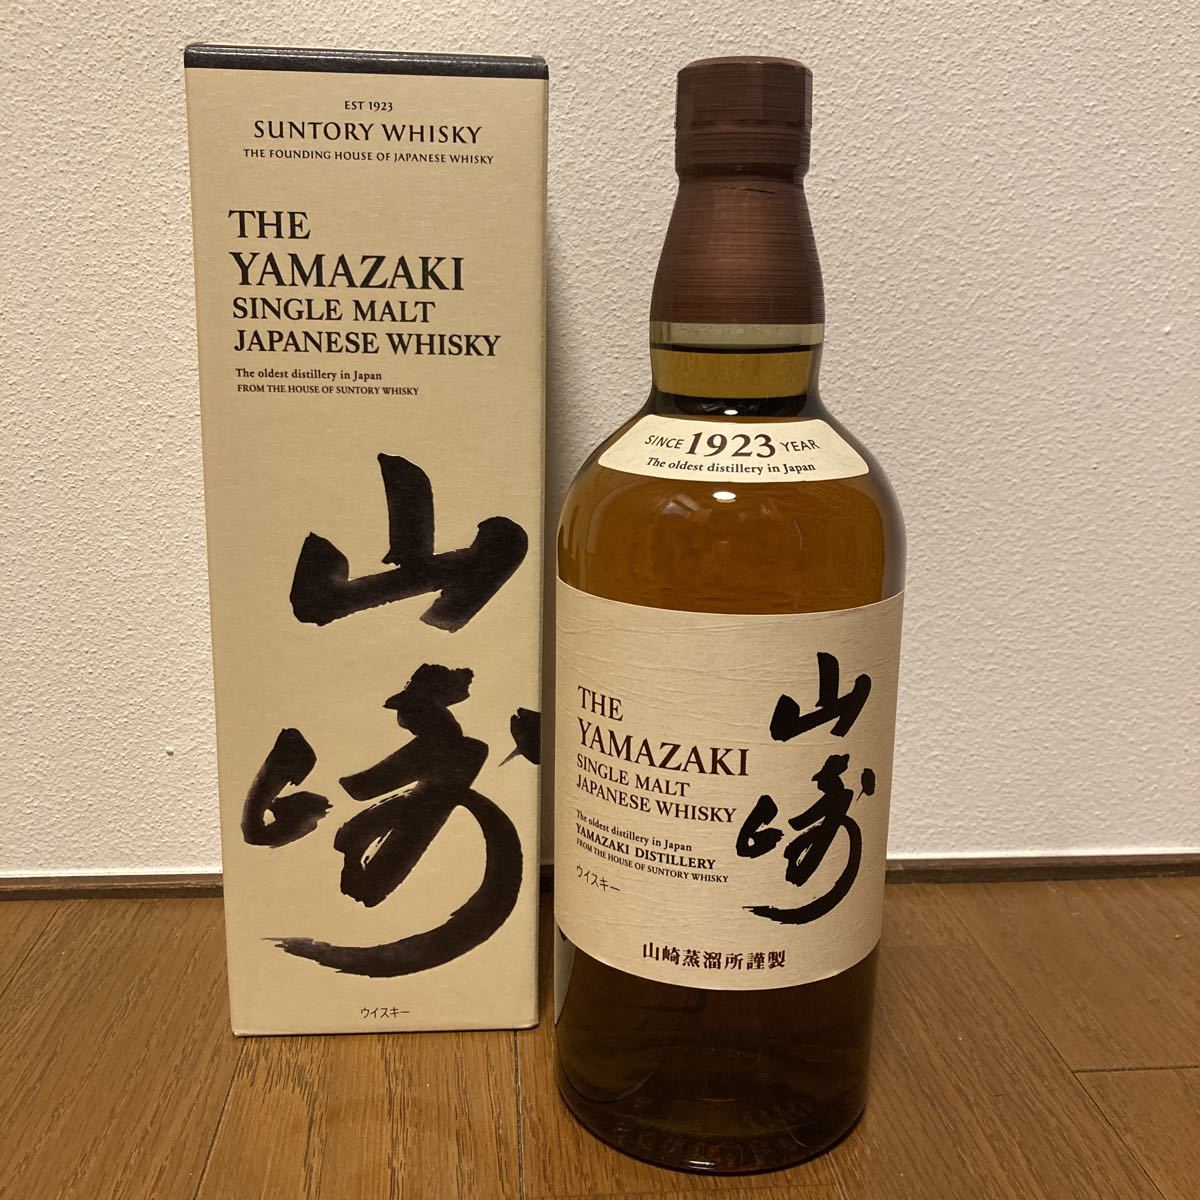 EST 1923
SUNTORY WHISKY
THE FOUNDING HOUSE OF JAPANESE WHISKY
THE
YAMAZAKI
SINGLE MALT
JAPANESE WHISKY
The oldest distillery in Japan
FROM THE HOUSE OF SUNTORY WHISKY
山崎
ウイスキー
SINCE 1923 YEAR
The oldest distillery in Japan
THE
YAMAZAKI
SINGLE MALT
JAPANESE WHISKY
The oldest distillery in Japan
YAMAZAKI DISTILLERY
FROM THE HOUSE OF SUNTORY WHISKY
ウイスキー
山崎
山崎蒸溜所謹製